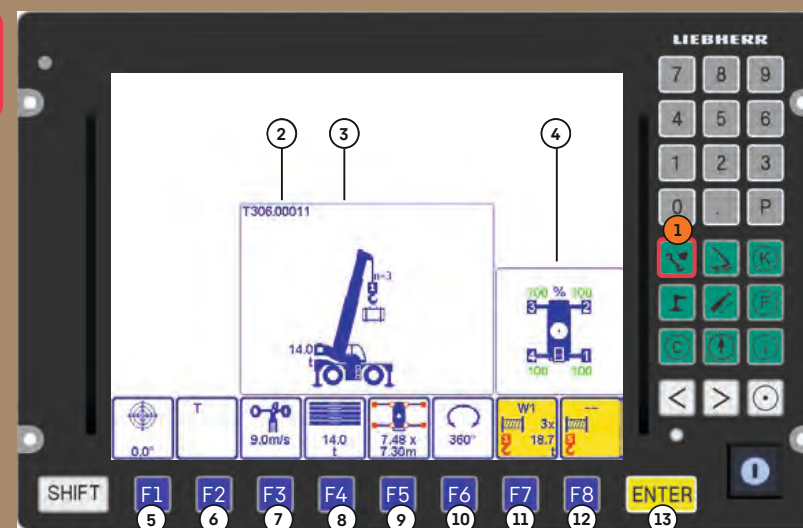 LIEBHERR
7 8 9
4 5 6
1 2 3
0 . P
1
K
F
C i
< >
2 3 4
T306.00011
n=3
1
14.0
t
100 % 100
3 2
4 1
100 100
0.0°
T
9.0m/s
14.0
t
7.48 x
7.30m
360°
W1
3x
18.7
t
--
SHIFT F1 F2 F3 F4 F5 F6 F7 F8 ENTER
5 6 7 8 9 10 11 12 13